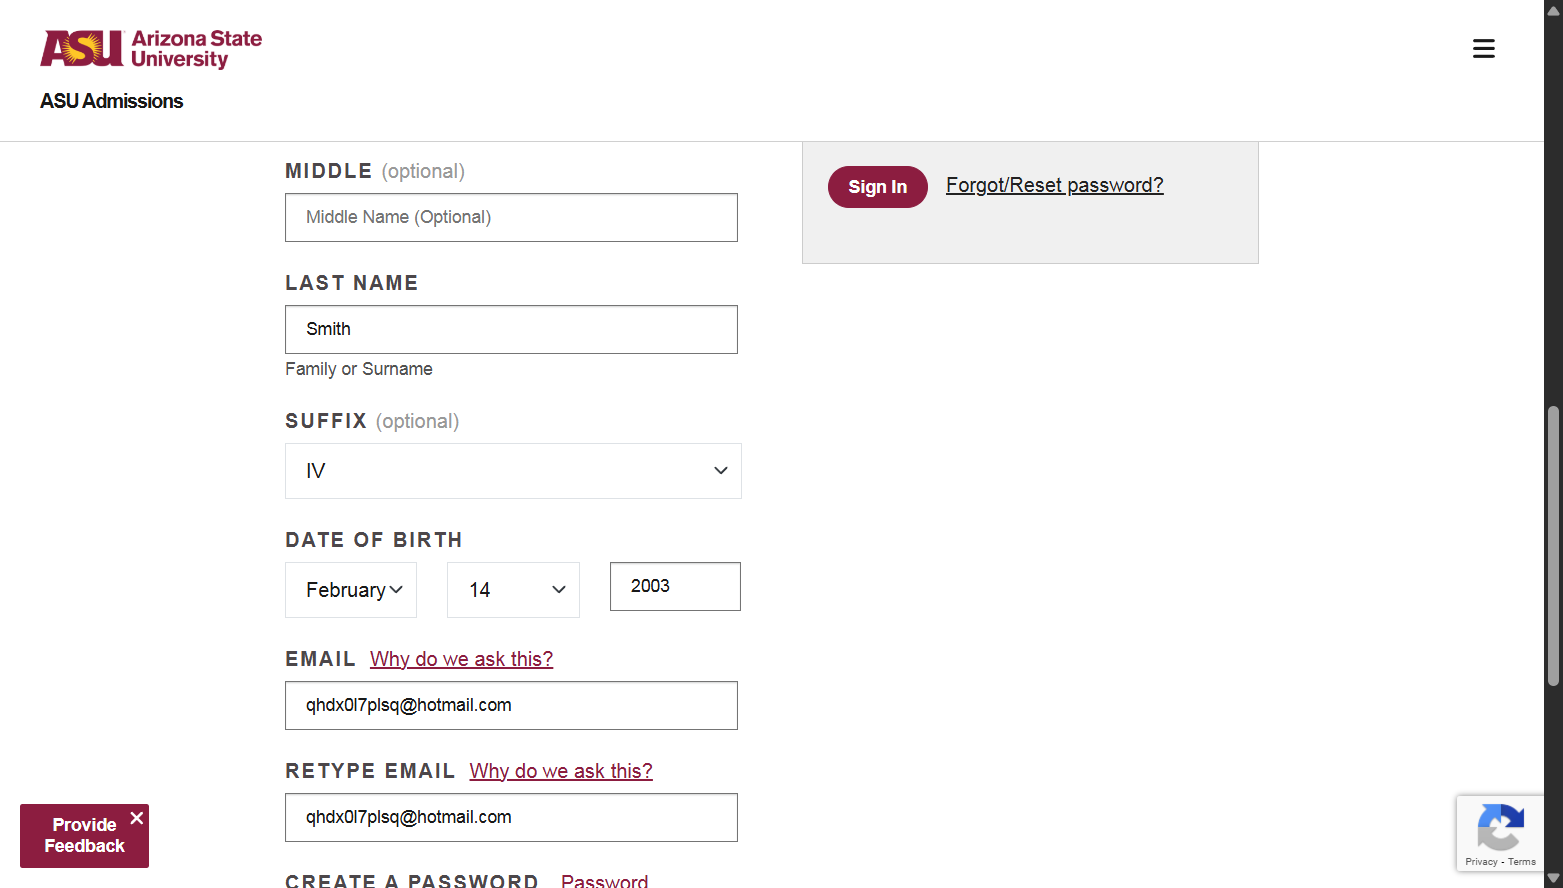 ASU Arizona State
University
ASU Admissions
MIDDLE (optional)
Middle Name (Optional)
LAST NAME
Smith
Family or Surname
SUFFIX (optional)
IV
DATE OF BIRTH
February 14 2003
EMAIL Why do we ask this?
qhdx0l7plsq@hotmail.com
RETYPE EMAIL Why do we ask this?
qhdx0l7plsq@hotmail.com
CREATE A PASSWORD Password
Sign In Forgot/Reset password?
Provide
Feedback
Privacy - Terms